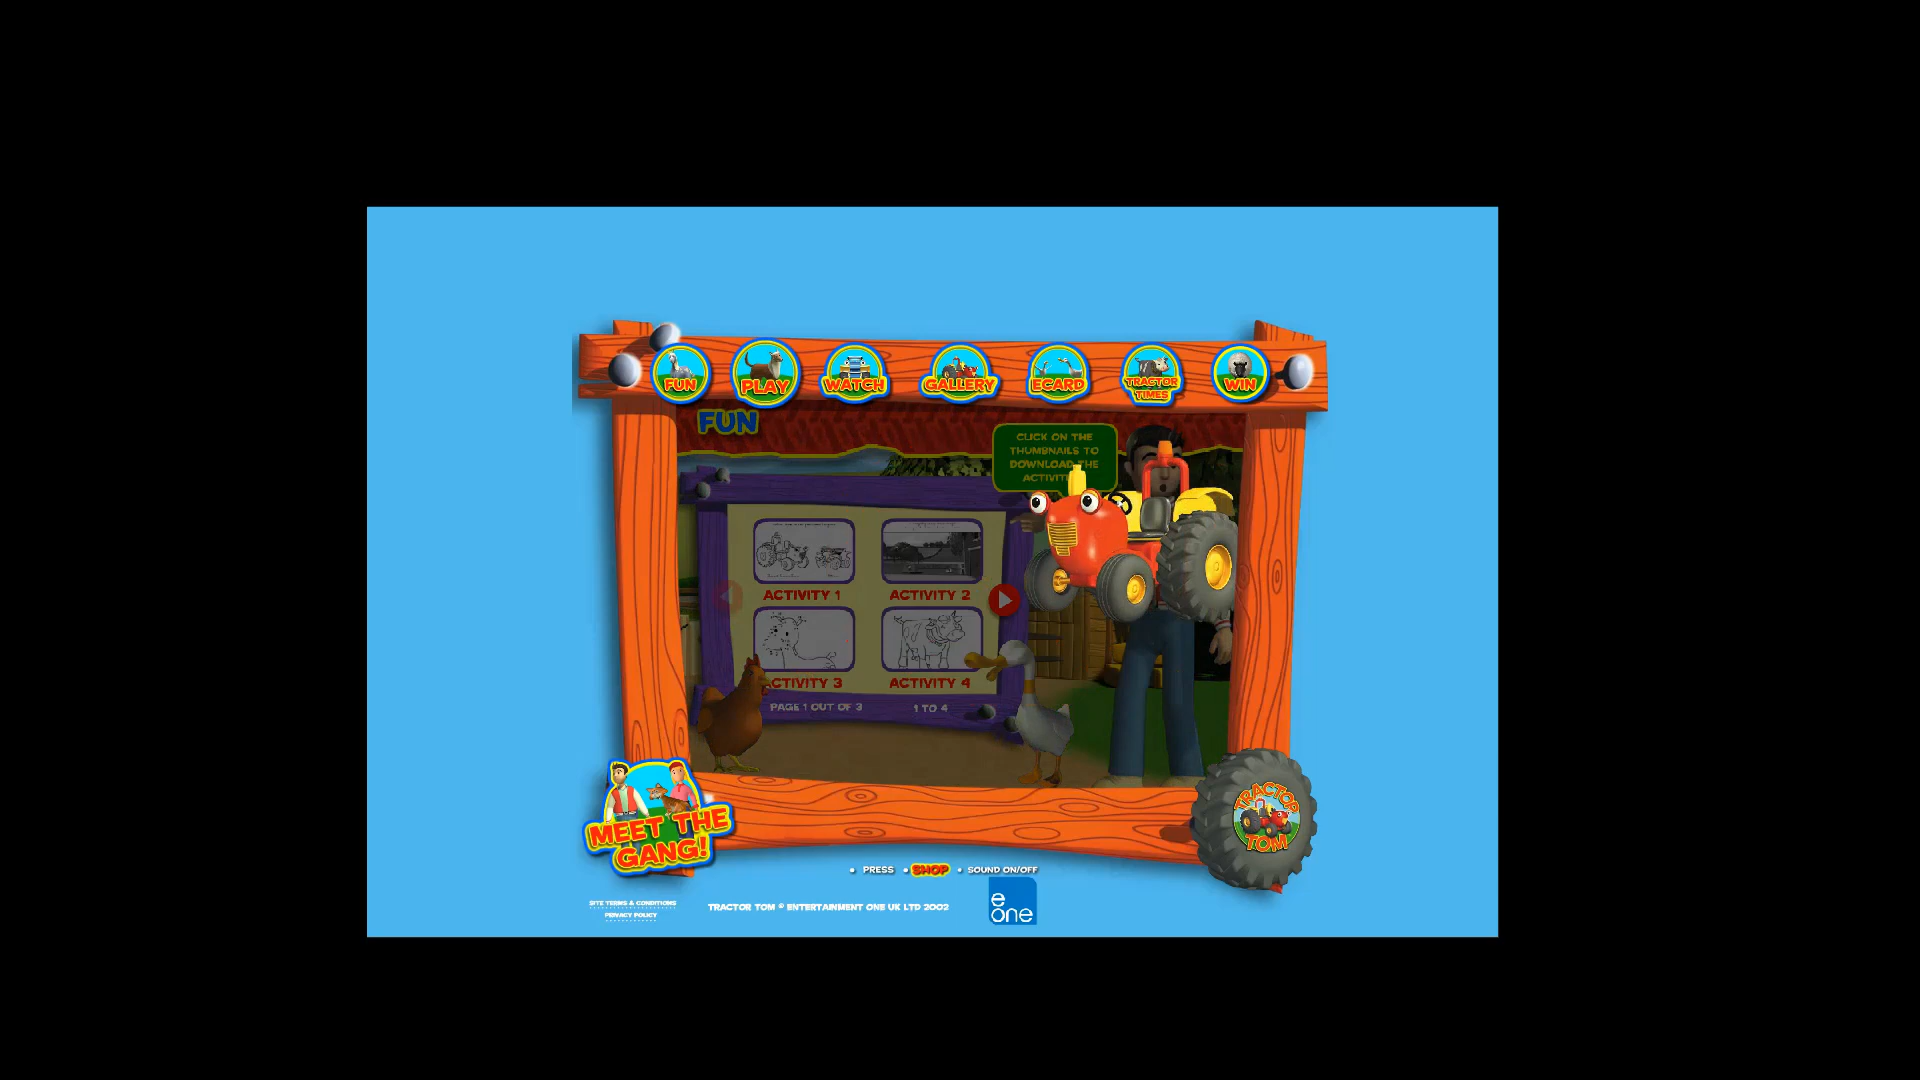 FUN
PLAY
WATCH
GALLERY
ECARD
TRACTOR
TIMES
WIN
FUN
CLICK ON THE
THUMBNAILS TO
DOWNLOAD THE
ACTIVITY 1
ACTIVITY 2
CTIVITY 3
ACTIVITY 4
PAGE 1 OUT OF 3
1 TO 4
MEET THE
GANG!
TRACTOR
TOM
• PRESS • SHOP • SOUND ON/OFF
SITE TERMS & CONDITIONS
PRIVACY POLICY
TRACTOR TOM © ENTERTAINMENT ONE UK LTD 2002
e
one